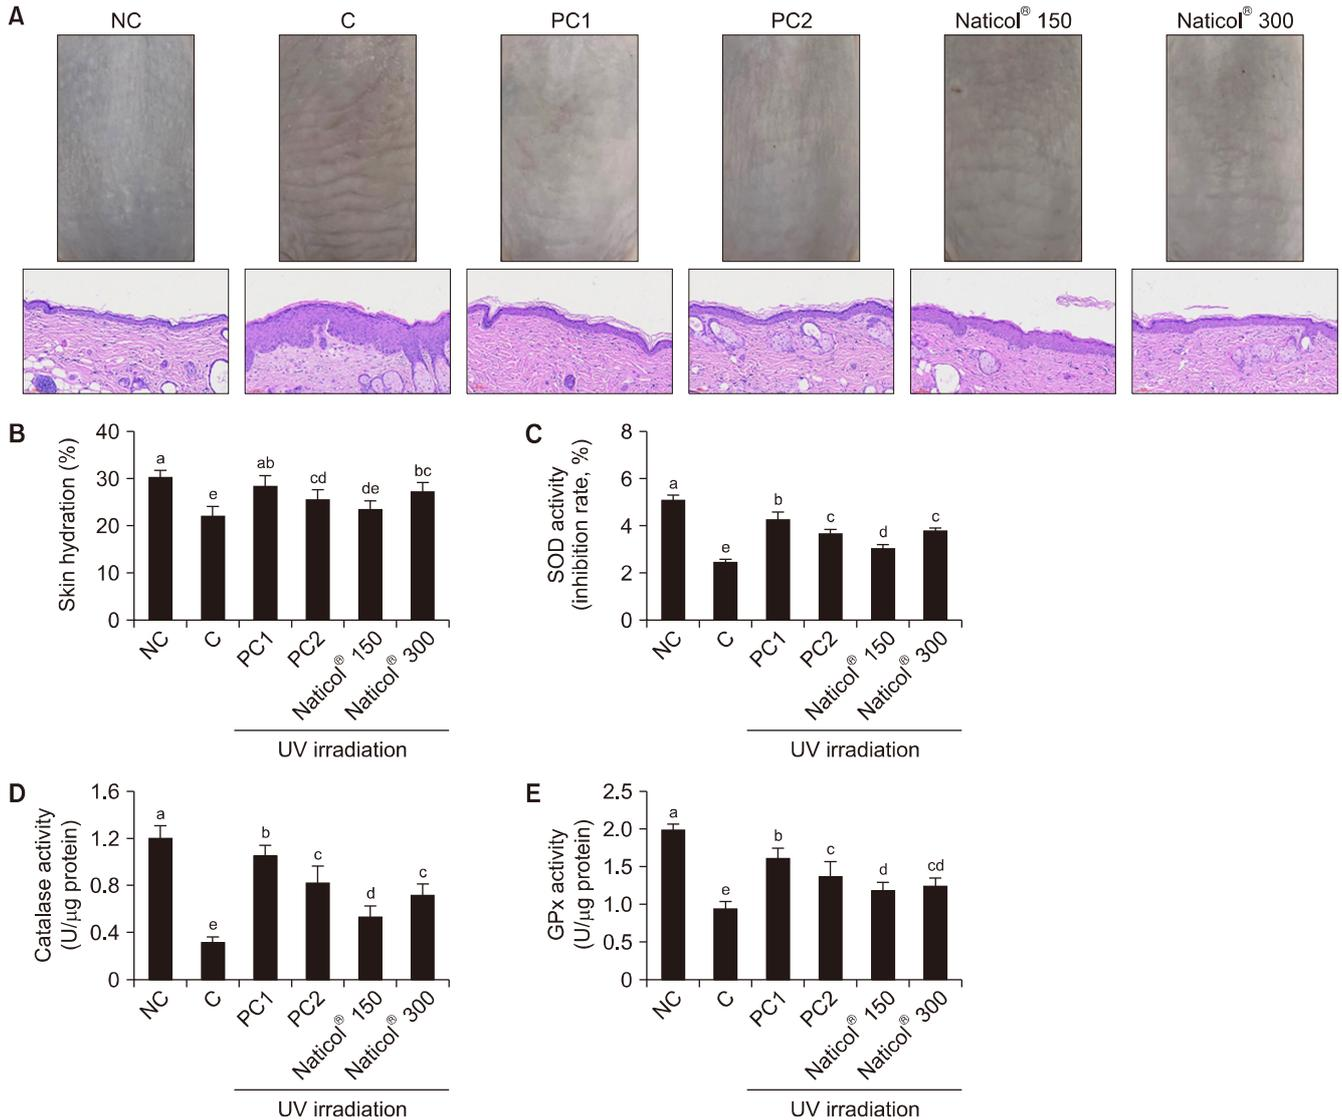 A
NC C PC1 PC2 Naticol® 150 Naticol® 300
B
Skin hydration (%)
40
30
20
10
0
a e ab cd de bc
NC C PC1 PC2 Naticol® 150 Naticol® 300
UV irradiation
C
SOD activity
(inhibition rate, %)
8
6
4
2
0
a e b c d c
NC C PC1 PC2 Naticol® 150 Naticol® 300
UV irradiation
D
Catalase activity
(U/μg protein)
1.6
1.2
0.8
0.4
0
a e b c d c
NC C PC1 PC2 Naticol® 150 Naticol® 300
UV irradiation
E
GPx activity
(U/μg protein)
2.5
2.0
1.5
1.0
0.5
0
a e b c d cd
NC C PC1 PC2 Naticol® 150 Naticol® 300
UV irradiation